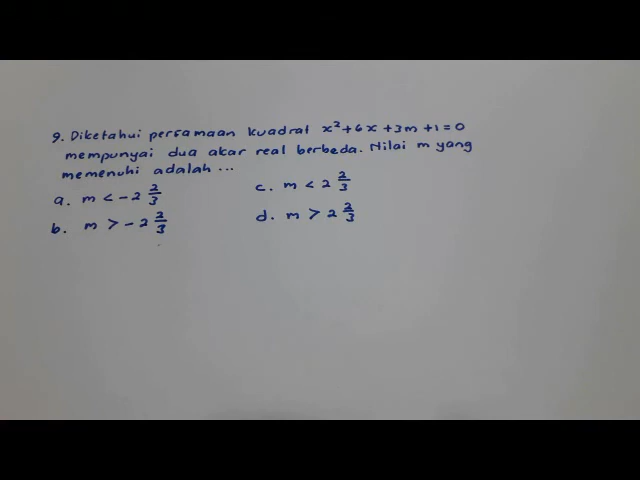 9. Diketahui persamaan kuadrat x² + 6x + 3m + 1 = 0
mempunyai dua akar real berbeda. Nilai m yang
memenuhi adalah ...
a. m < - 2 2/3
c. m < 2 2/3
b. m > - 2 2/3
d. m > 2 2/3